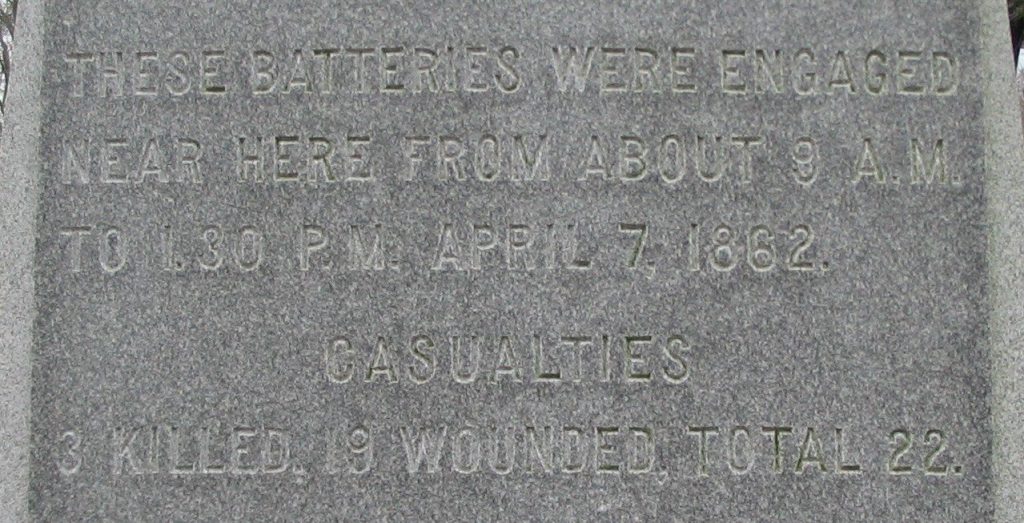 THESE BATTERIES WERE ENGAGED
NEAR HERE FROM ABOUT 9 A.M.
TO 1.30 P.M. APRIL 7, 1862.
CASUALTIES
3 KILLED, 19 WOUNDED, TOTAL 22.